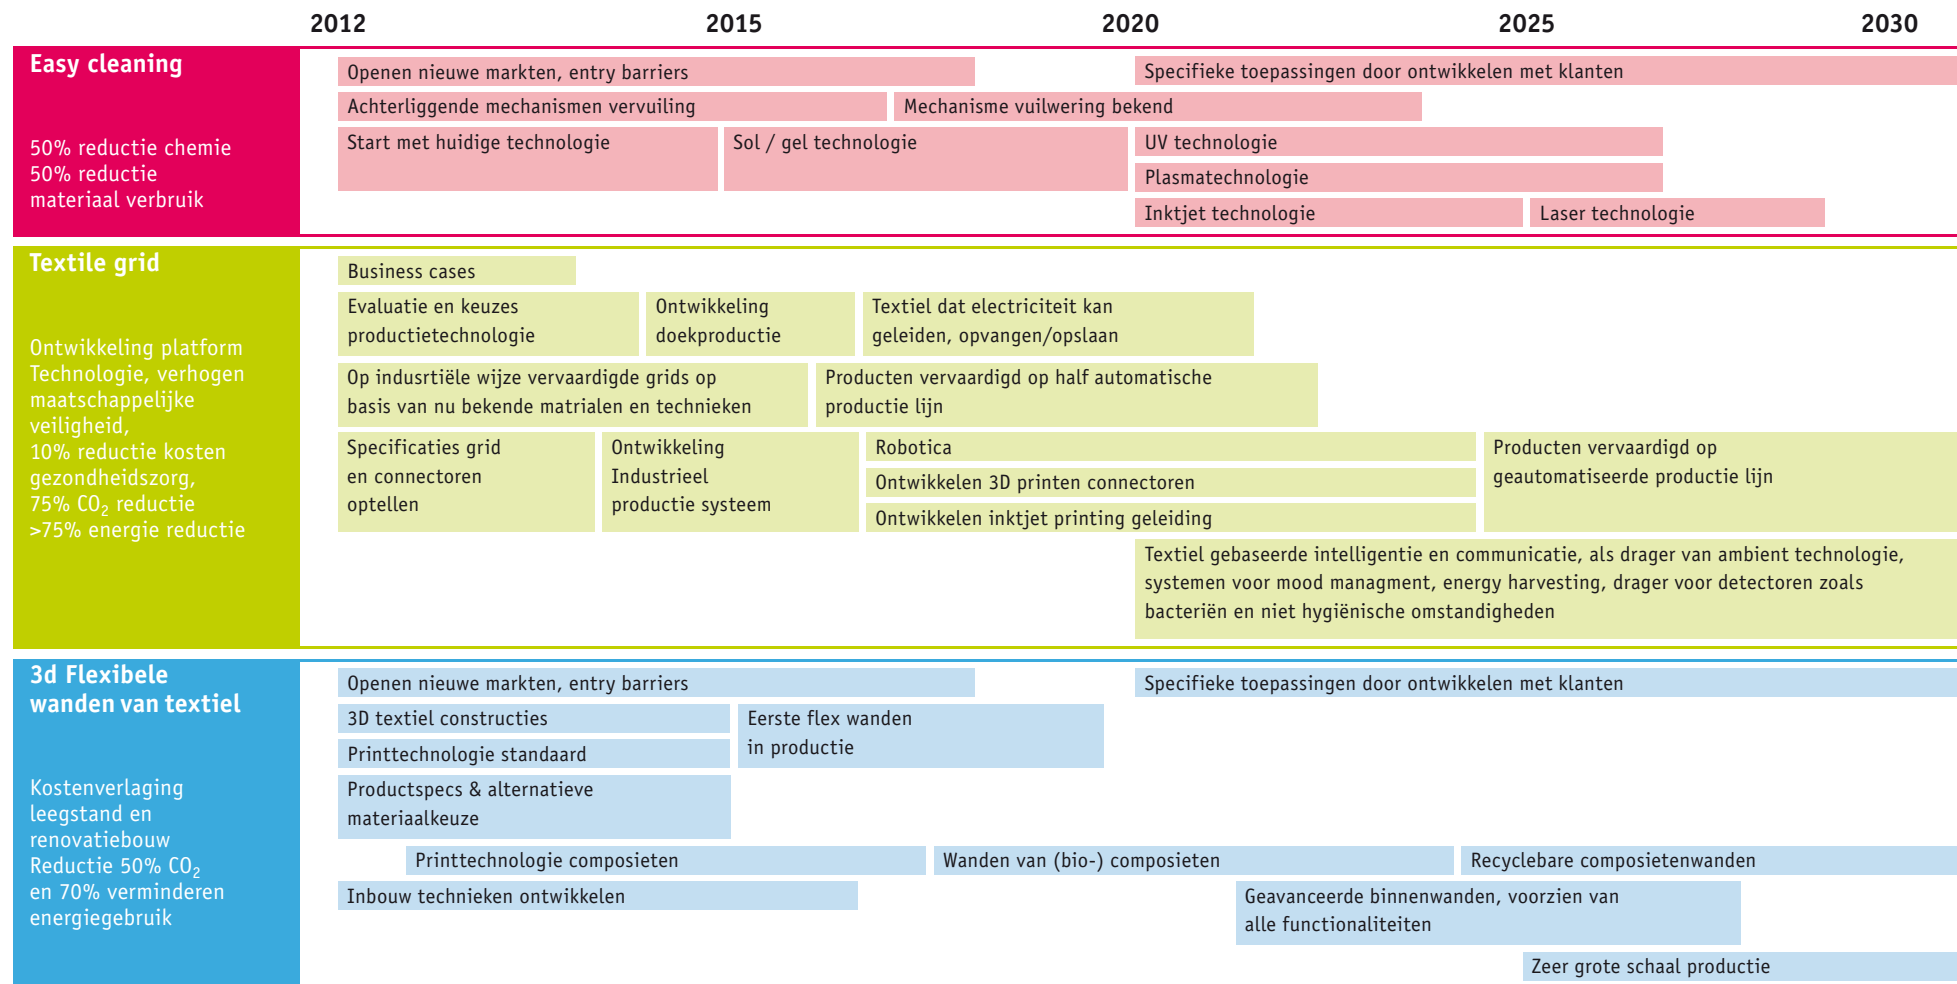 2012 2015 2020 2025 2030
Easy cleaning
50% reductie chemie
50% reductie
materiaal verbruik
Openen nieuwe markten, entry barriers
Specifieke toepassingen door ontwikkelen met klanten
Achterliggende mechanismen vervuiling
Mechanisme vuilwering bekend
Start met huidige technologie
Sol / gel technologie
UV technologie
Plasmatechnologie
Inktjet technologie
Laser technologie
Textile grid
Ontwikkeling platform
Technologie, verhogen
maatschappelijke
veiligheid,
10% reductie kosten
gezondheidszorg,
75% CO₂ reductie
>75% energie reductie
Business cases
Evaluatie en keuzes
productietechnologie
Ontwikkeling
doekproductie
Textiel dat electriciteit kan
geleiden, opvangen/opslaan
Op indusrtiële wijze vervaardigde grids op
basis van nu bekende matrialen en technieken
Producten vervaardigd op half automatische
productie lijn
Specificaties grid
en connectoren
optellen
Ontwikkeling
Industrieel
productie systeem
Robotica
Ontwikkelen 3D printen connectoren
Ontwikkelen inktjet printing geleiding
Producten vervaardigd op
geautomatiseerde productie lijn
Textiel gebaseerde intelligentie en communicatie, als drager van ambient technologie,
systemen voor mood managment, energy harvesting, drager voor detectoren zoals
bacteriën en niet hygiënische omstandigheden
3d Flexibele
wanden van textiel
Kostenverlaging
leegstand en
renovatiebouw
Reductie 50% CO₂
en 70% verminderen
energiegebruik
Openen nieuwe markten, entry barriers
Specifieke toepassingen door ontwikkelen met klanten
3D textiel constructies
Printtechnologie standaard
Eerste flex wanden
in productie
Productspecs & alternatieve
materiaalkeuze
Printtechnologie composieten
Wanden van (bio-) composieten
Recyclebare composietenwanden
Inbouw technieken ontwikkelen
Geavanceerde binnenwanden, voorzien van
alle functionaliteiten
Zeer grote schaal productie